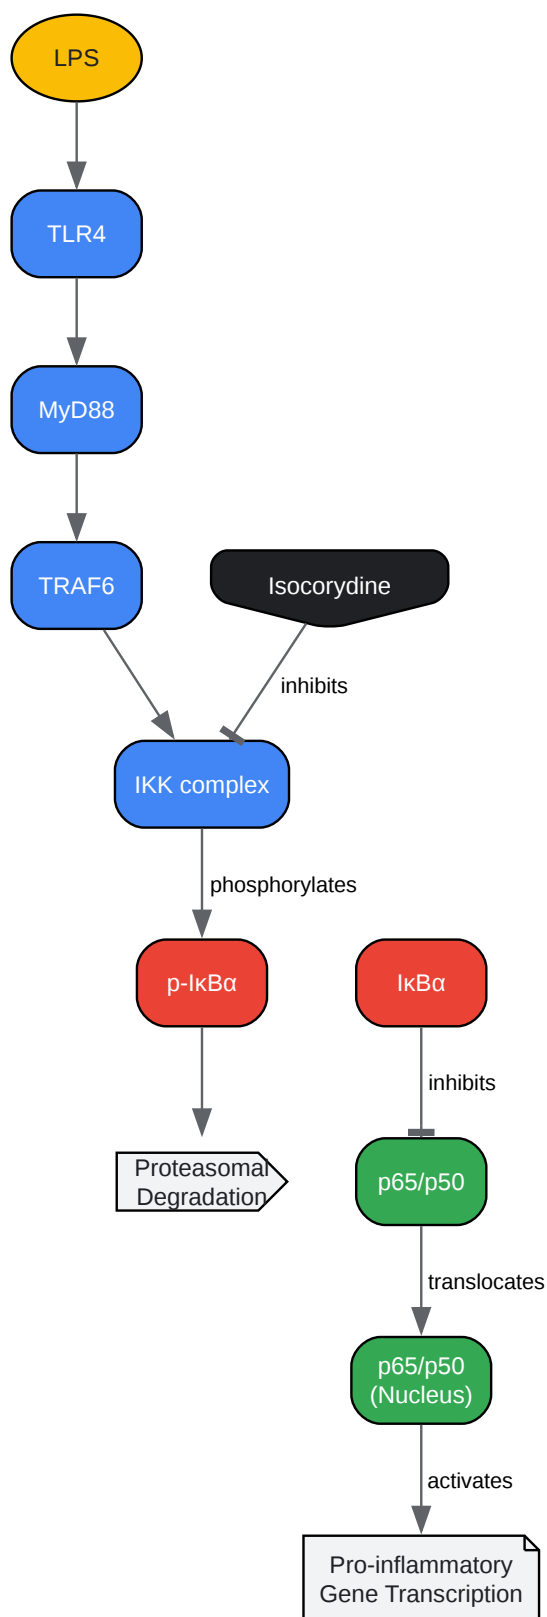 LPS
TLR4
MyD88
TRAF6
Isocorydine
inhibits
IKK complex
phosphorylates
p-IκBα
IκBα
inhibits
Proteasomal
Degradation
p65/p50
translocates
p65/p50
(Nucleus)
activates
Pro-inflammatory
Gene Transcription